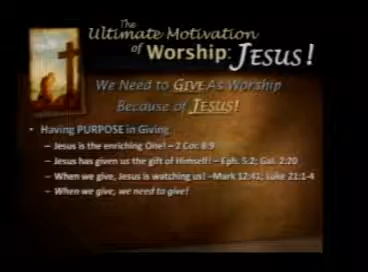 The
Ultimate Motivation
of Worship: JESUS!
We Need to GIVE As Worship
Because of JESUS!
• Having PURPOSE in Giving
– Jesus is the enriching One! – 2 Cor. 8:9
– Jesus has given us the gift of Himself! – Eph. 5:2; Gal. 2:20
– When we give, Jesus is watching us! –Mark 12:41; Luke 21:1-4
– When we give, we need to give!